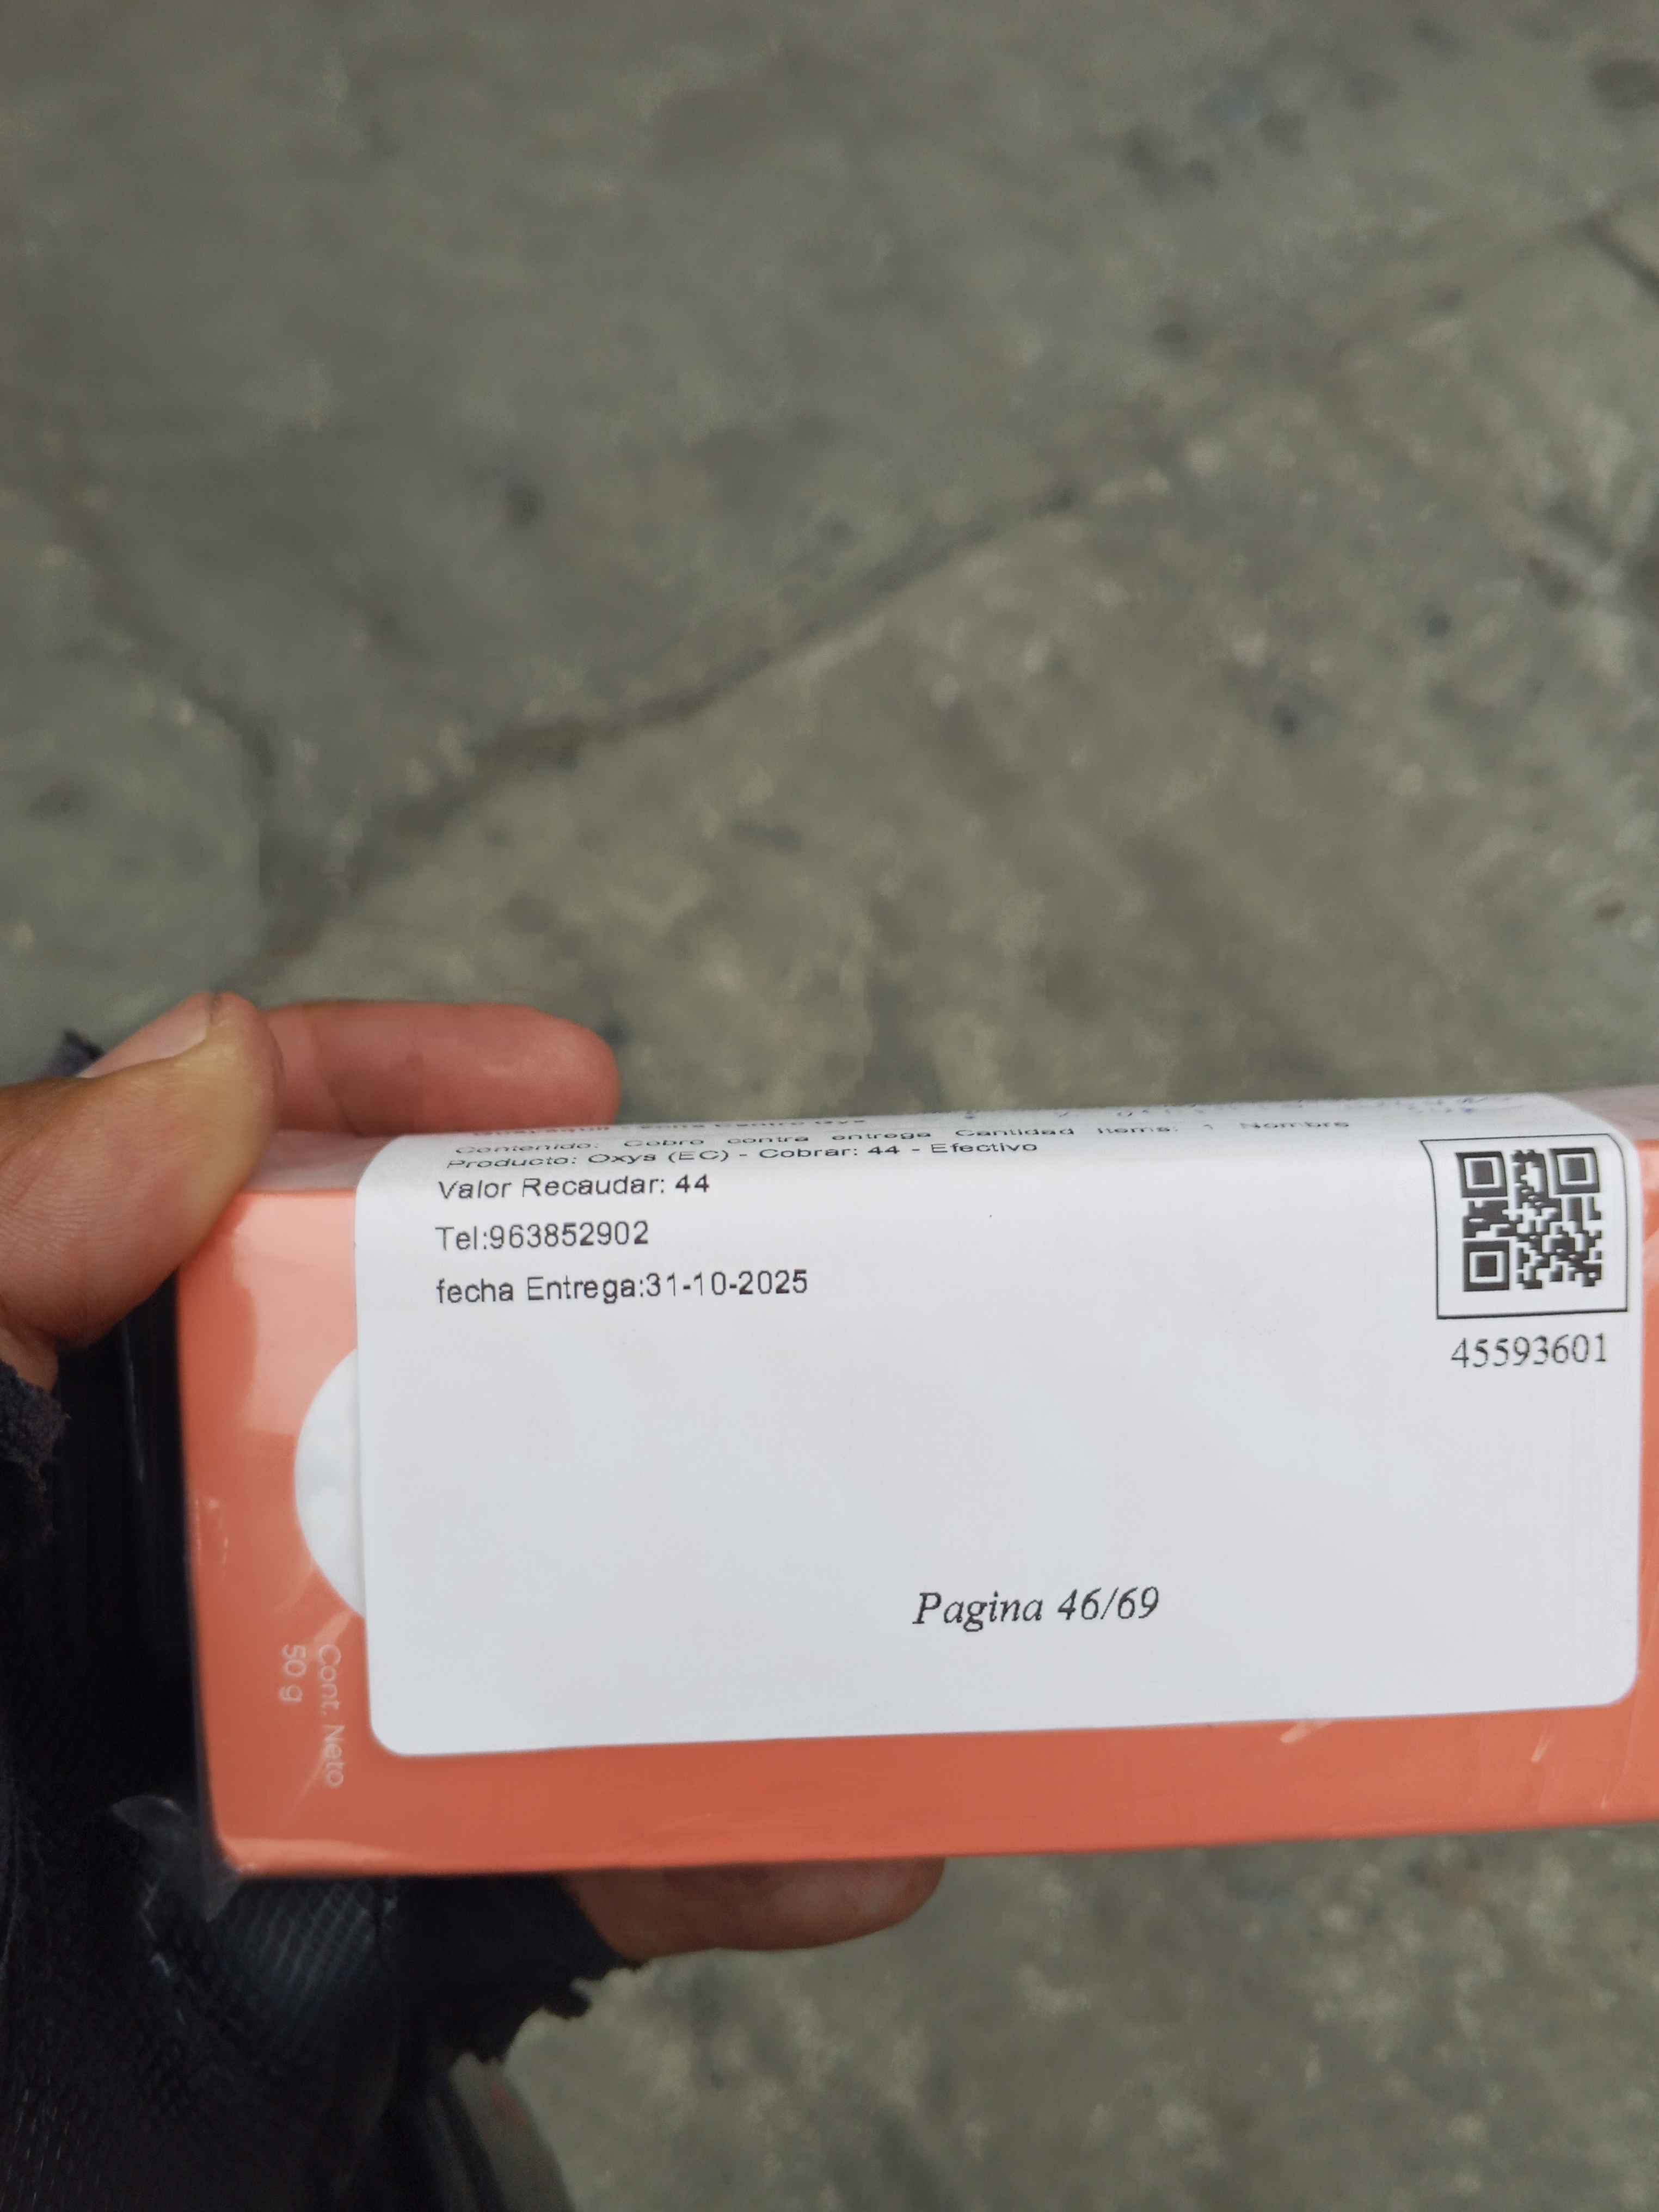 Contenido: Cobro contra entrega Cantidad Items: 1 Nombre
Producto: Oxys (EC) - Cobrar: 44 - Efectivo
Valor Recaudar: 44
Tel:963852902
fecha Entrega:31-10-2025
45593601
Pagina 46/69
Cont. Neto
50 g